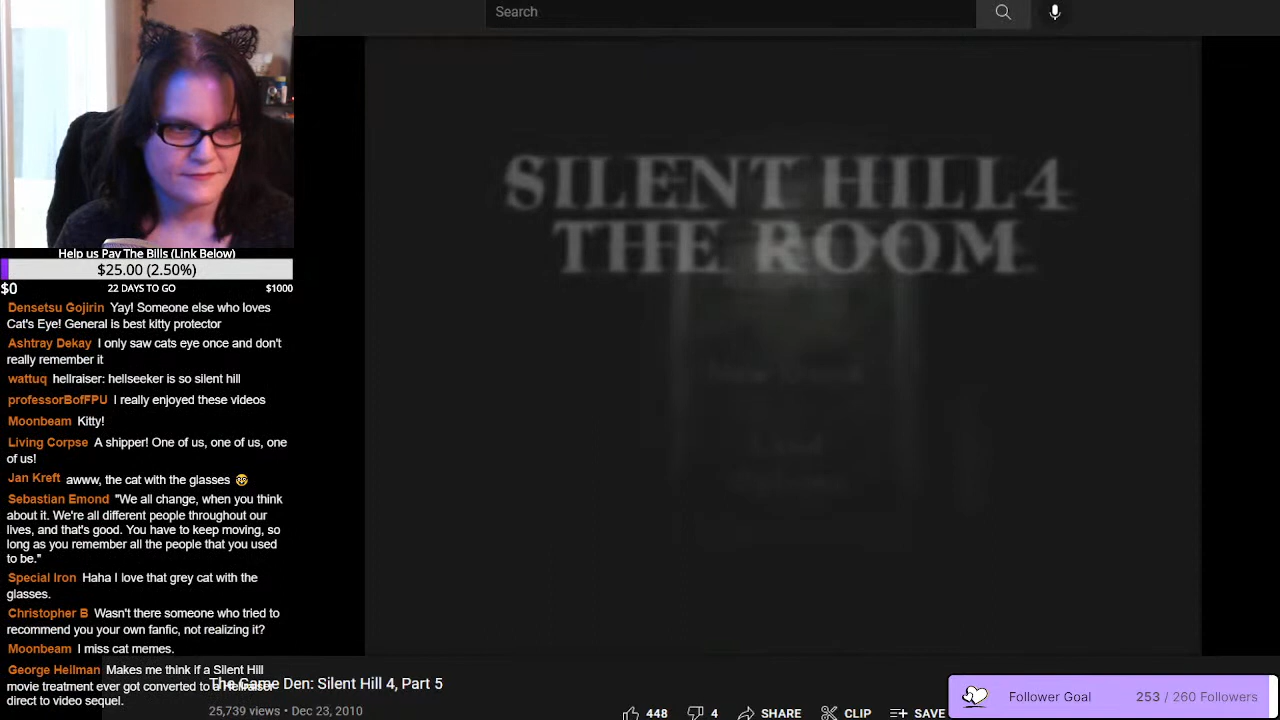 Search
SILENT HILL 4
THE ROOM
Help us Pay The Bills (Link Below)
$25.00 (2.50%)
$0 22 DAYS TO GO $1000
Densetsu Gojirin Yay! Someone else who loves
Cat's Eye! General is best kitty protector
Ashtray Dekay I only saw cats eye once and don't
really remember it
wattuq hellraiser: hellseeker is so silent hill
professorBofFPU I really enjoyed these videos
Moonbeam Kitty!
Living Corpse A shipper! One of us, one of us, one
of us!
Jan Kreft awww, the cat with the glasses
Sebastian Emond "We all change, when you think
about it. We're all different people throughout our
lives, and that's good. You have to keep moving, so
long as you remember all the people that you used
to be."
Special Iron Haha I love that grey cat with the
glasses.
Christopher B Wasn't there someone who tried to
recommend you your own fanfic, not realizing it?
Moonbeam I miss cat memes.
George Hellman Makes me think if a Silent Hill
movie treatment ever got converted to a Hellraiser
direct to video sequel.
The Game Den: Silent Hill 4, Part 5
25,739 views • Dec 23, 2010
448 4 SHARE CLIP SAVE
Follower Goal 253 / 260 Followers